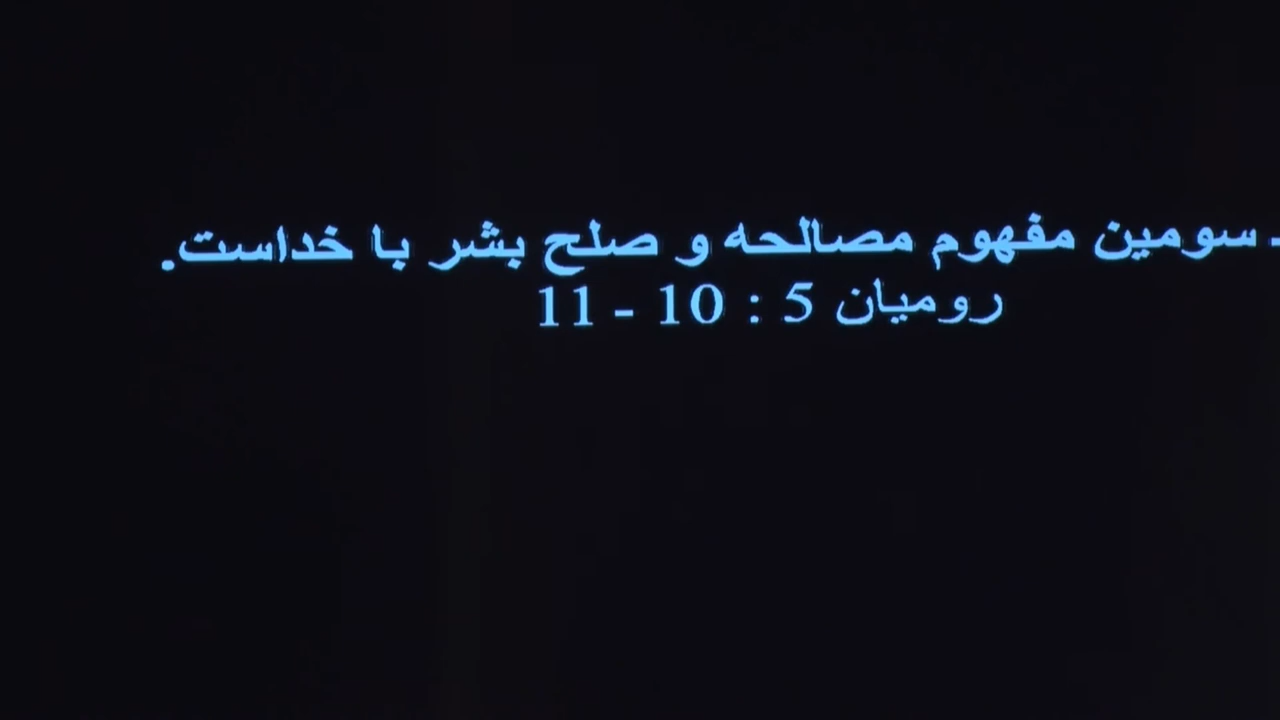 - سومین مفهوم مصالحه و صلح بشر با خداست.
رومیان 5 : 10 - 11